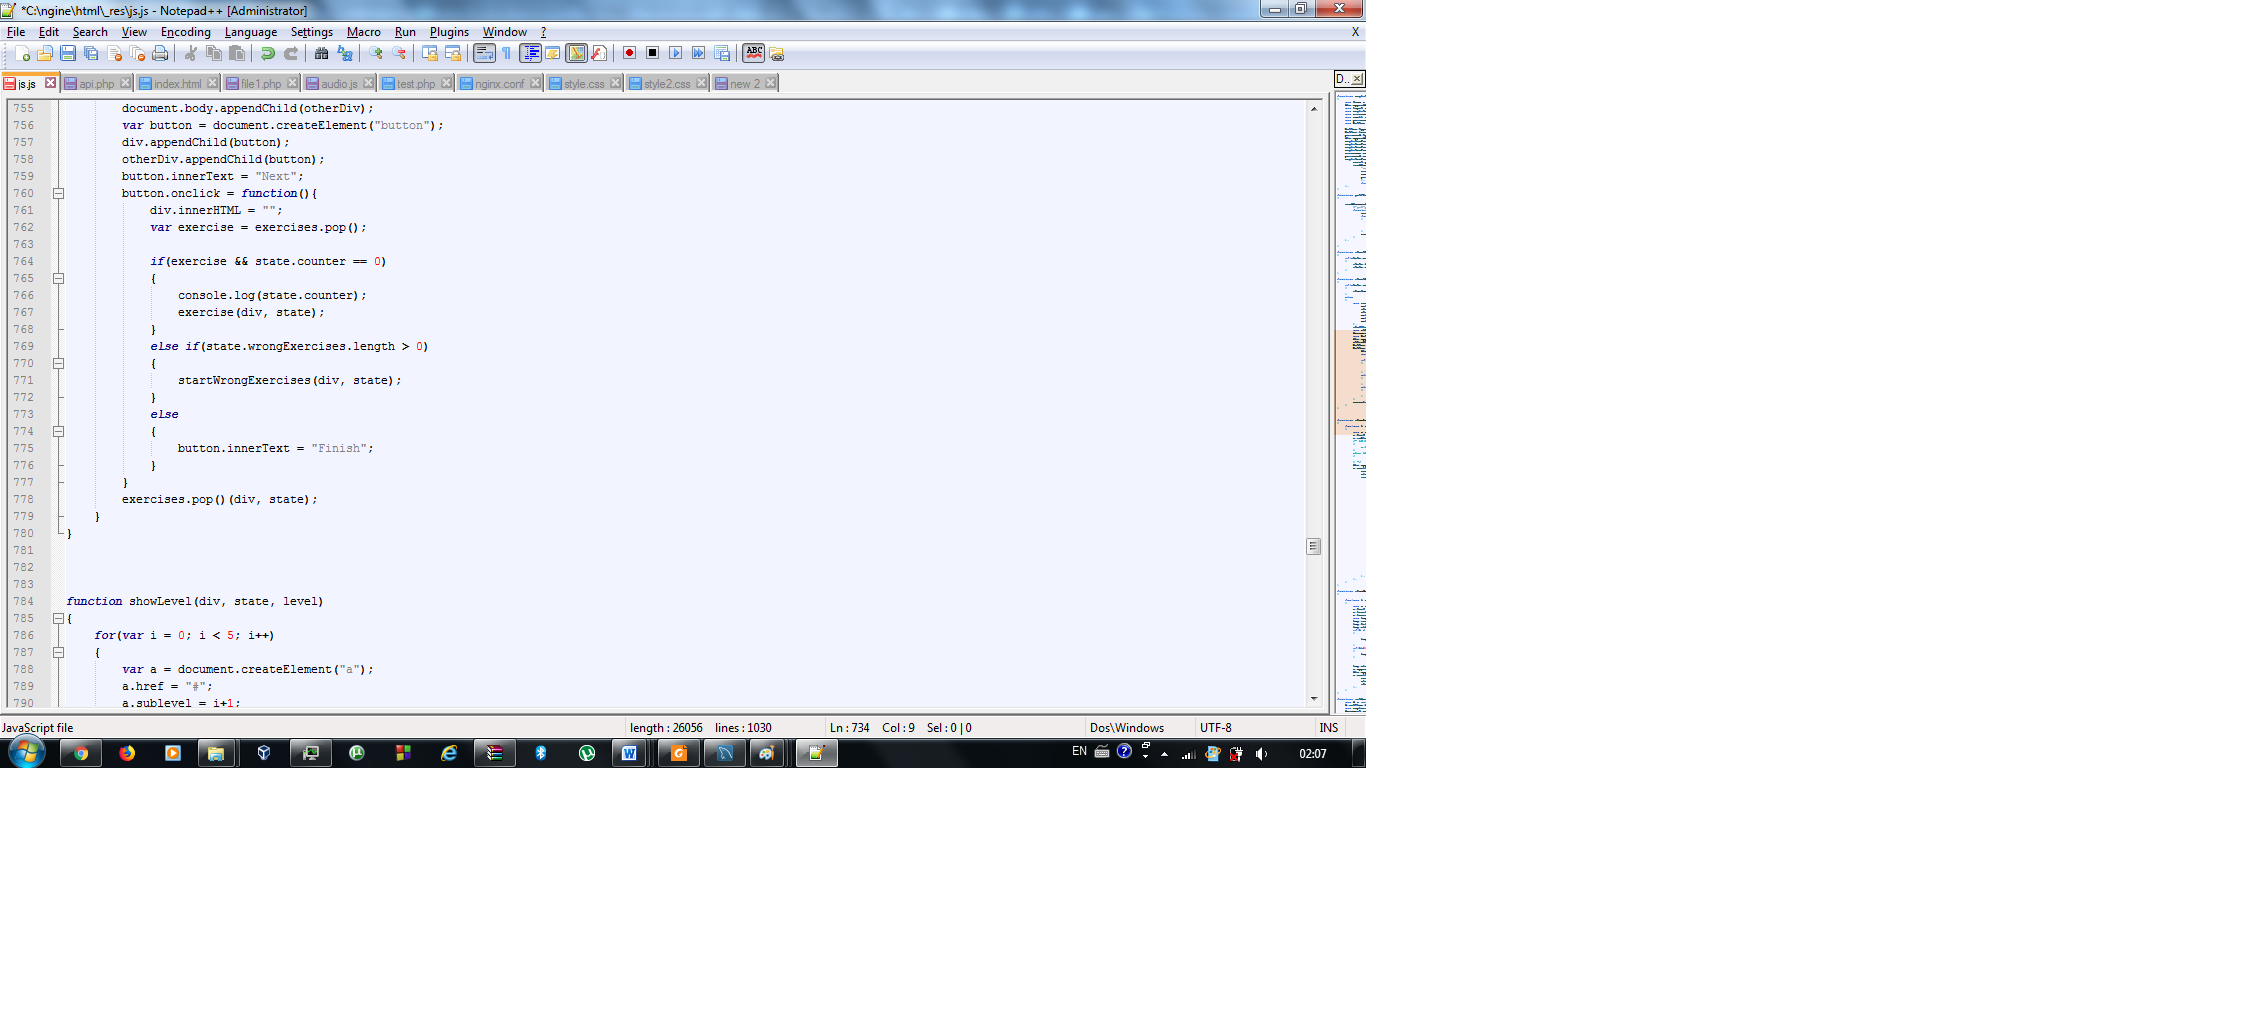 *C:\ngine\html\_res\js.js - Notepad++ [Administrator]
File Edit Search View Encoding Language Settings Macro Run Plugins Window ? X
js.js api.php index.html file1.php audio.js test.php nginx.conf style.css style2.css new 2 D..
755 document.body.appendChild(otherDiv);
756 var button = document.createElement("button");
757 div.appendChild(button);
758 otherDiv.appendChild(button);
759 button.innerText = "Next";
760 button.onclick = function(){
761 div.innerHTML = "";
762 var exercise = exercises.pop();
763
764 if(exercise && state.counter == 0)
765 {
766 console.log(state.counter);
767 exercise(div, state);
768 }
769 else if(state.wrongExercises.length > 0)
770 {
771 startWrongExercises(div, state);
772 }
773 else
774 {
775 button.innerText = "Finish";
776 }
777 }
778 exercises.pop()(div, state);
779 }
780 }
781
782
783
784 function showLevel(div, state, level)
785 {
786 for(var i = 0; i < 5; i++)
787 {
788 var a = document.createElement("a");
789 a.href = "#";
790 a.sublevel = i+1;
JavaScript file length : 26056 lines : 1030 Ln : 734 Col : 9 Sel : 0 | 0 Dos\Windows UTF-8 INS
EN 02:07